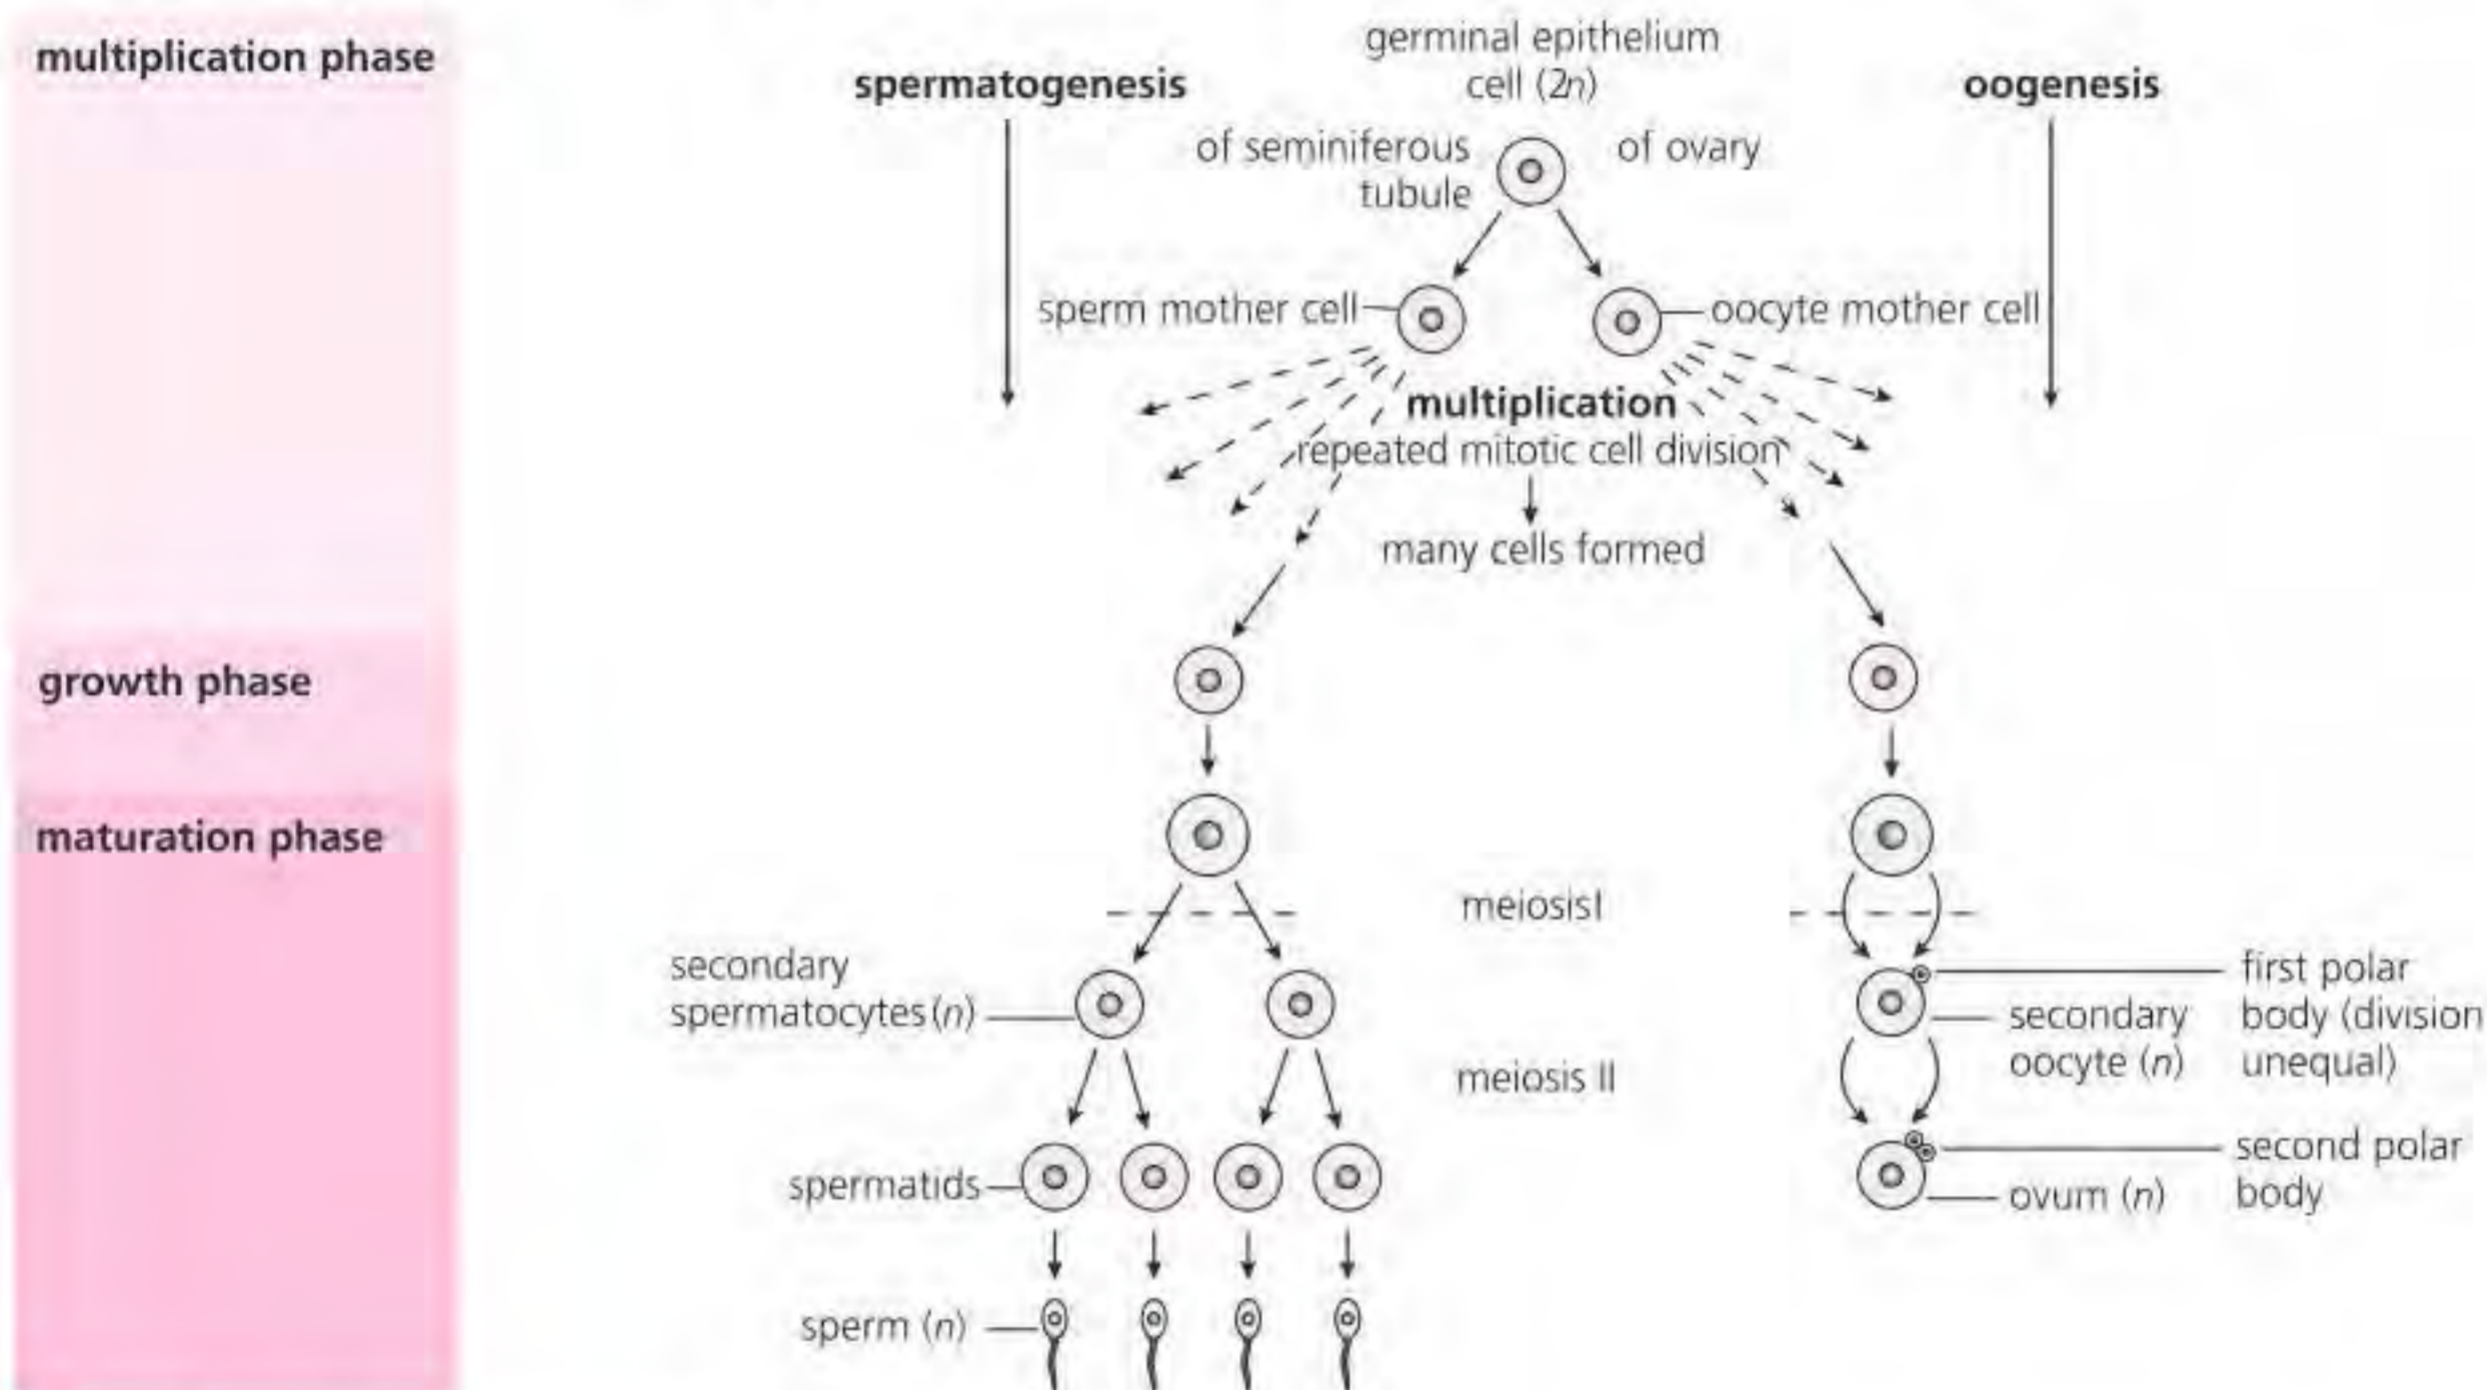 multiplication phase
spermatogenesis
germinal epithelium
cell (2n)
oogenesis
of seminiferous
tubule
of ovary
sperm mother cell
oocyte mother cell
multiplication
repeated mitotic cell division
many cells formed
growth phase
maturation phase
meiosisI
secondary
spermatocytes (n)
first polar
body (division
unequal)
secondary
oocyte (n)
meiosis II
spermatids
second polar
body
ovum (n)
sperm (n)